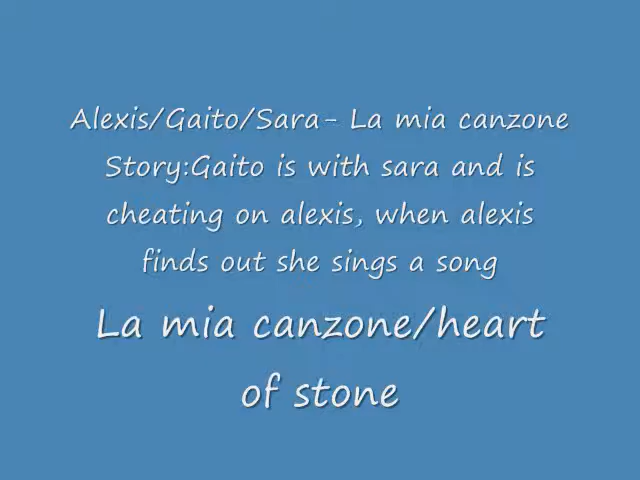 Alexis/Gaito/Sara- La mia canzone
Story:Gaito is with sara and is
cheating on alexis, when alexis
finds out she sings a song
La mia canzone/heart
of stone